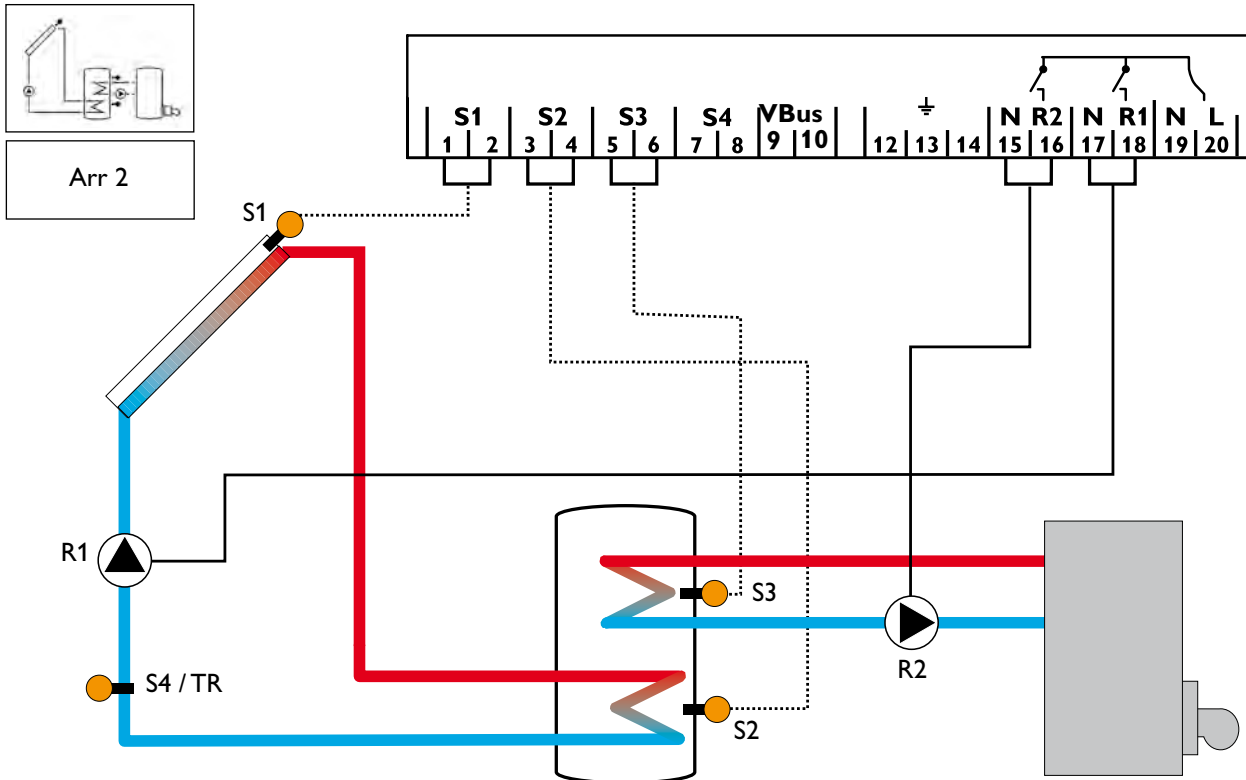 Arr 2
S1 S2 S3 S4 VBus ⏚ N R2 N R1 N L
1 2 3 4 5 6 7 8 9 10 12 13 14 15 16 17 18 19 20
S1
R1
S3
R2
S4 / TR
S2